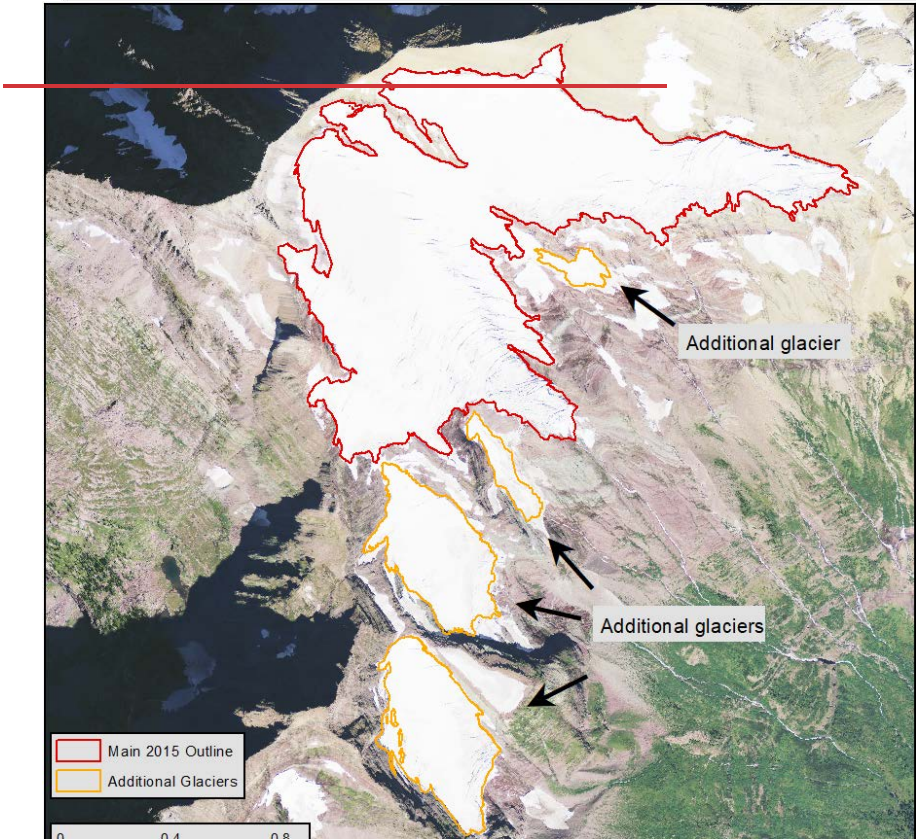 Additional glacier
Additional glaciers
Main 2015 Outline
Additional Glaciers
0 0.4 0.8